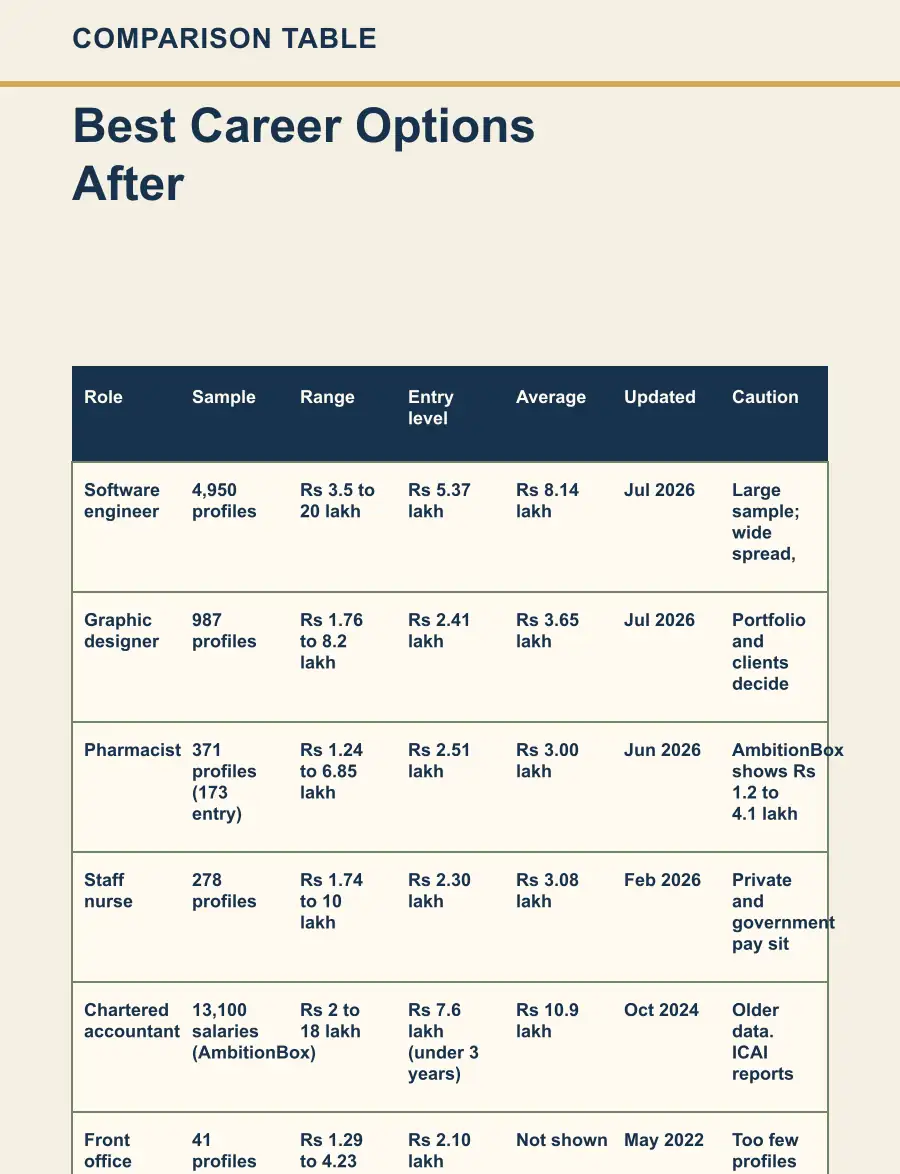 COMPARISON TABLE
Best Career Options
After
Role Sample Range Entry level Average Updated Caution
Software engineer 4,950 profiles Rs 3.5 to 20 lakh Rs 5.37 lakh Rs 8.14 lakh Jul 2026 Large sample; wide spread,
Graphic designer 987 profiles Rs 1.76 to 8.2 lakh Rs 2.41 lakh Rs 3.65 lakh Jul 2026 Portfolio and clients decide
Pharmacist 371 profiles (173 entry) Rs 1.24 to 6.85 lakh Rs 2.51 lakh Rs 3.00 lakh Jun 2026 AmbitionBox shows Rs 1.2 to 4.1 lakh
Staff nurse 278 profiles Rs 1.74 to 10 lakh Rs 2.30 lakh Rs 3.08 lakh Feb 2026 Private and government pay sit
Chartered accountant 13,100 salaries (AmbitionBox) Rs 2 to 18 lakh Rs 7.6 lakh (under 3 years) Rs 10.9 lakh Oct 2024 Older data. ICAI reports
Front office 41 profiles Rs 1.29 to 4.23 Rs 2.10 lakh Not shown May 2022 Too few profiles